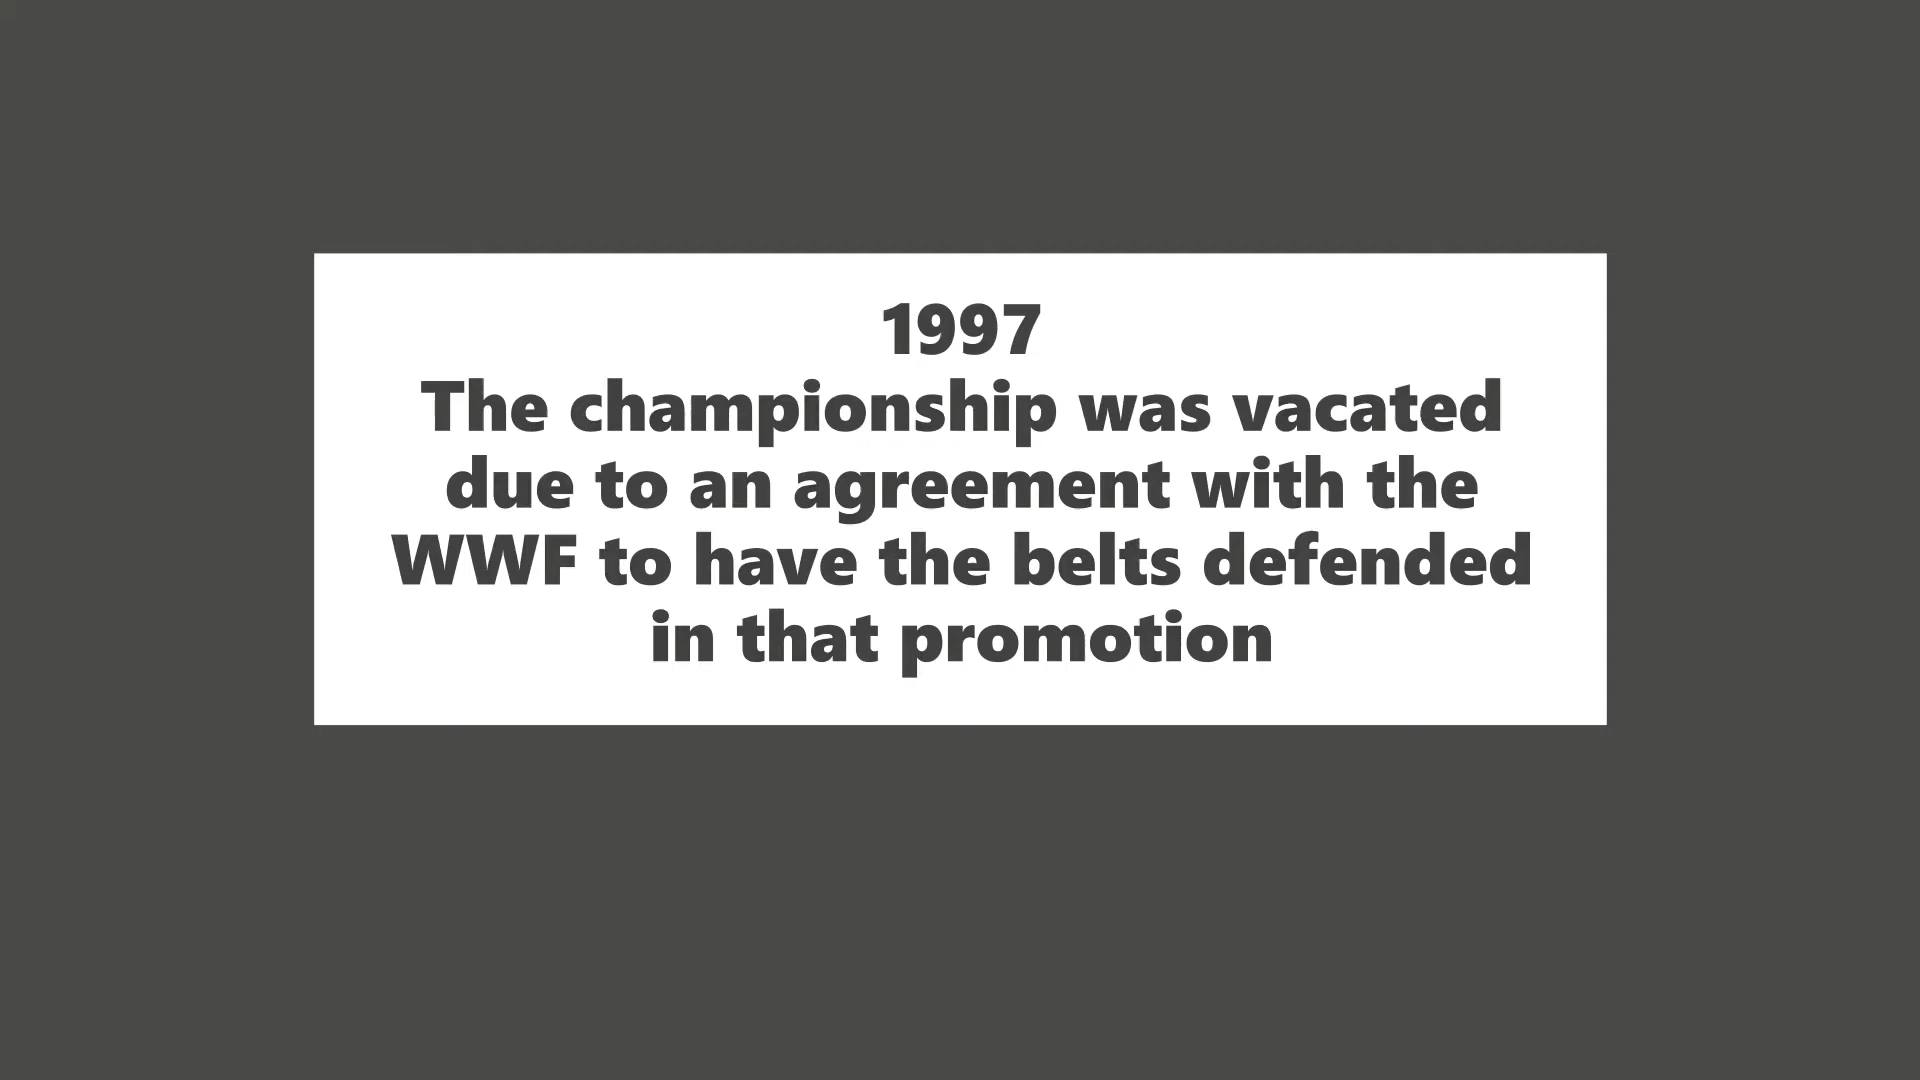 1997
The championship was vacated
due to an agreement with the
WWF to have the belts defended
in that promotion